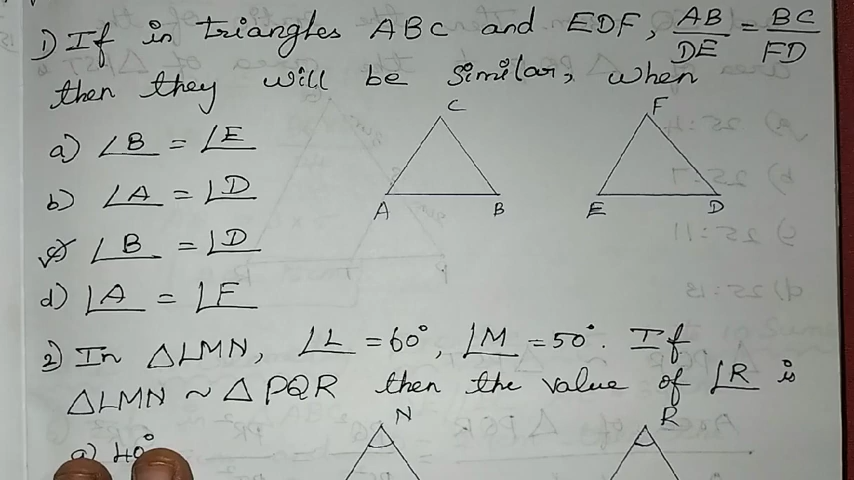 1) If in triangles ABC and EDF, AB/DE = BC/FD
then they will be similar, when
a) ∠B = ∠E
b) ∠A = ∠D
c) ∠B = ∠D
d) ∠A = ∠F
C
A B
F
E D
2) In △LMN, ∠L = 60°, ∠M = 50°. If
△LMN ~ △PQR then the value of ∠R is
a) 40°
N
R